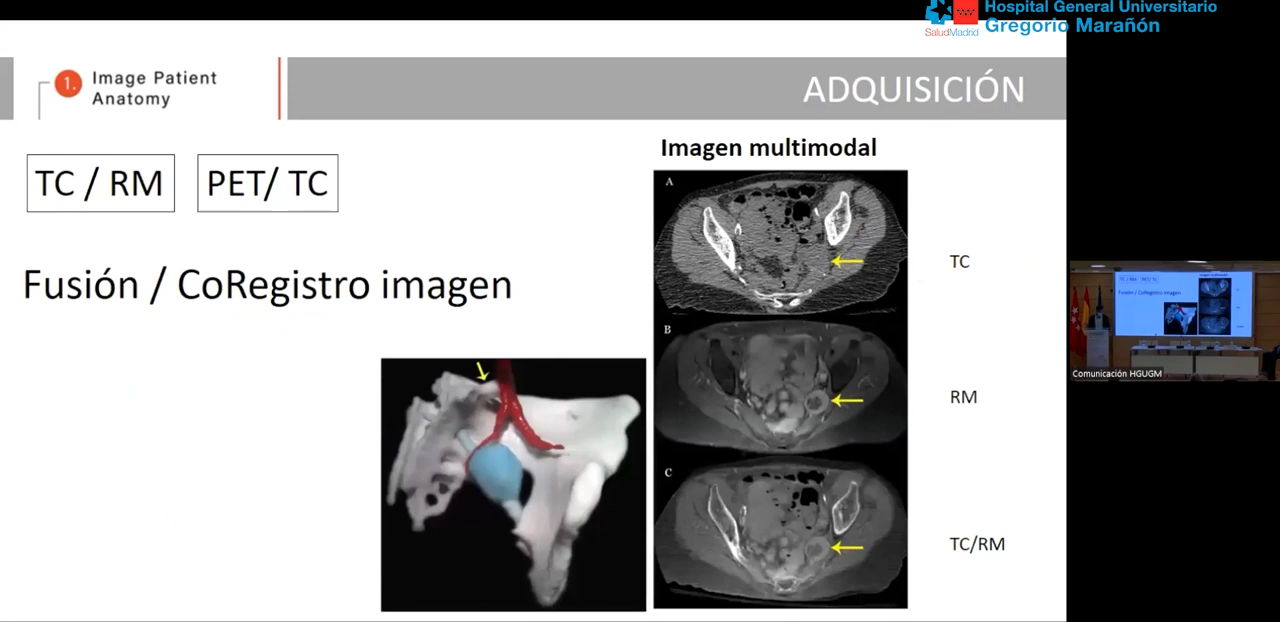 Hospital General Universitario
Gregorio Marañón
SaludMadrid
1.
Image Patient
Anatomy
ADQUISICIÓN
TC / RM
PET/ TC
Fusión / CoRegistro imagen
Imagen multimodal
A
TC
B
RM
C
TC/RM
Comunicación HGUGM